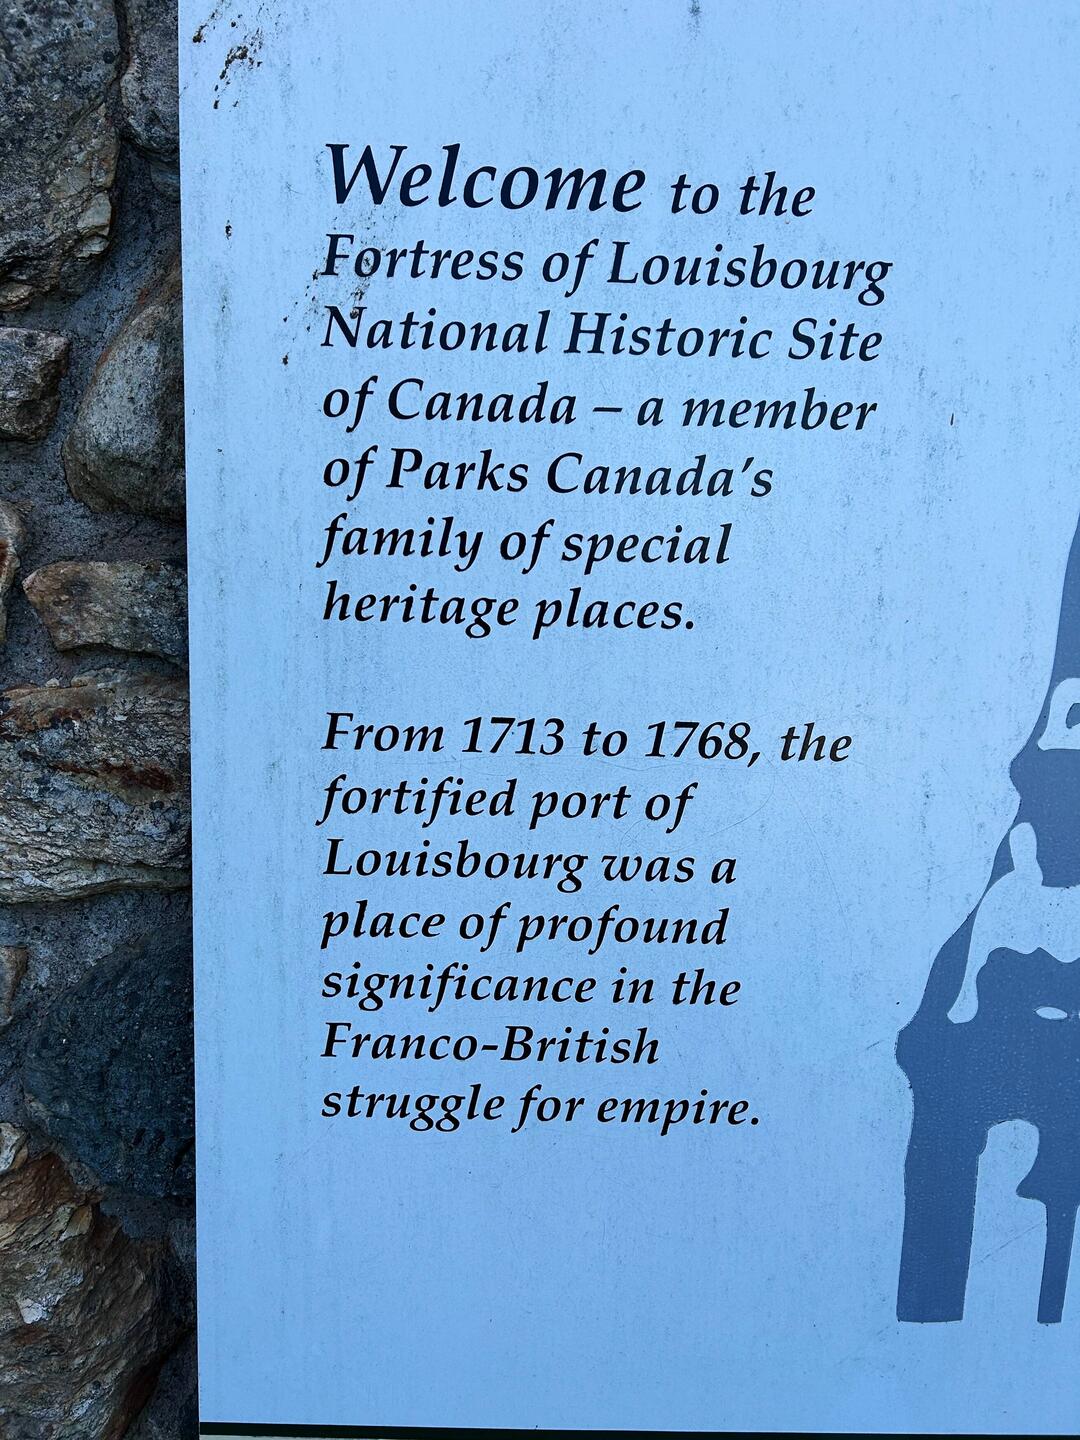 Welcome to the
Fortress of Louisbourg
National Historic Site
of Canada – a member
of Parks Canada's
family of special
heritage places.
From 1713 to 1768, the
fortified port of
Louisbourg was a
place of profound
significance in the
Franco-British
struggle for empire.